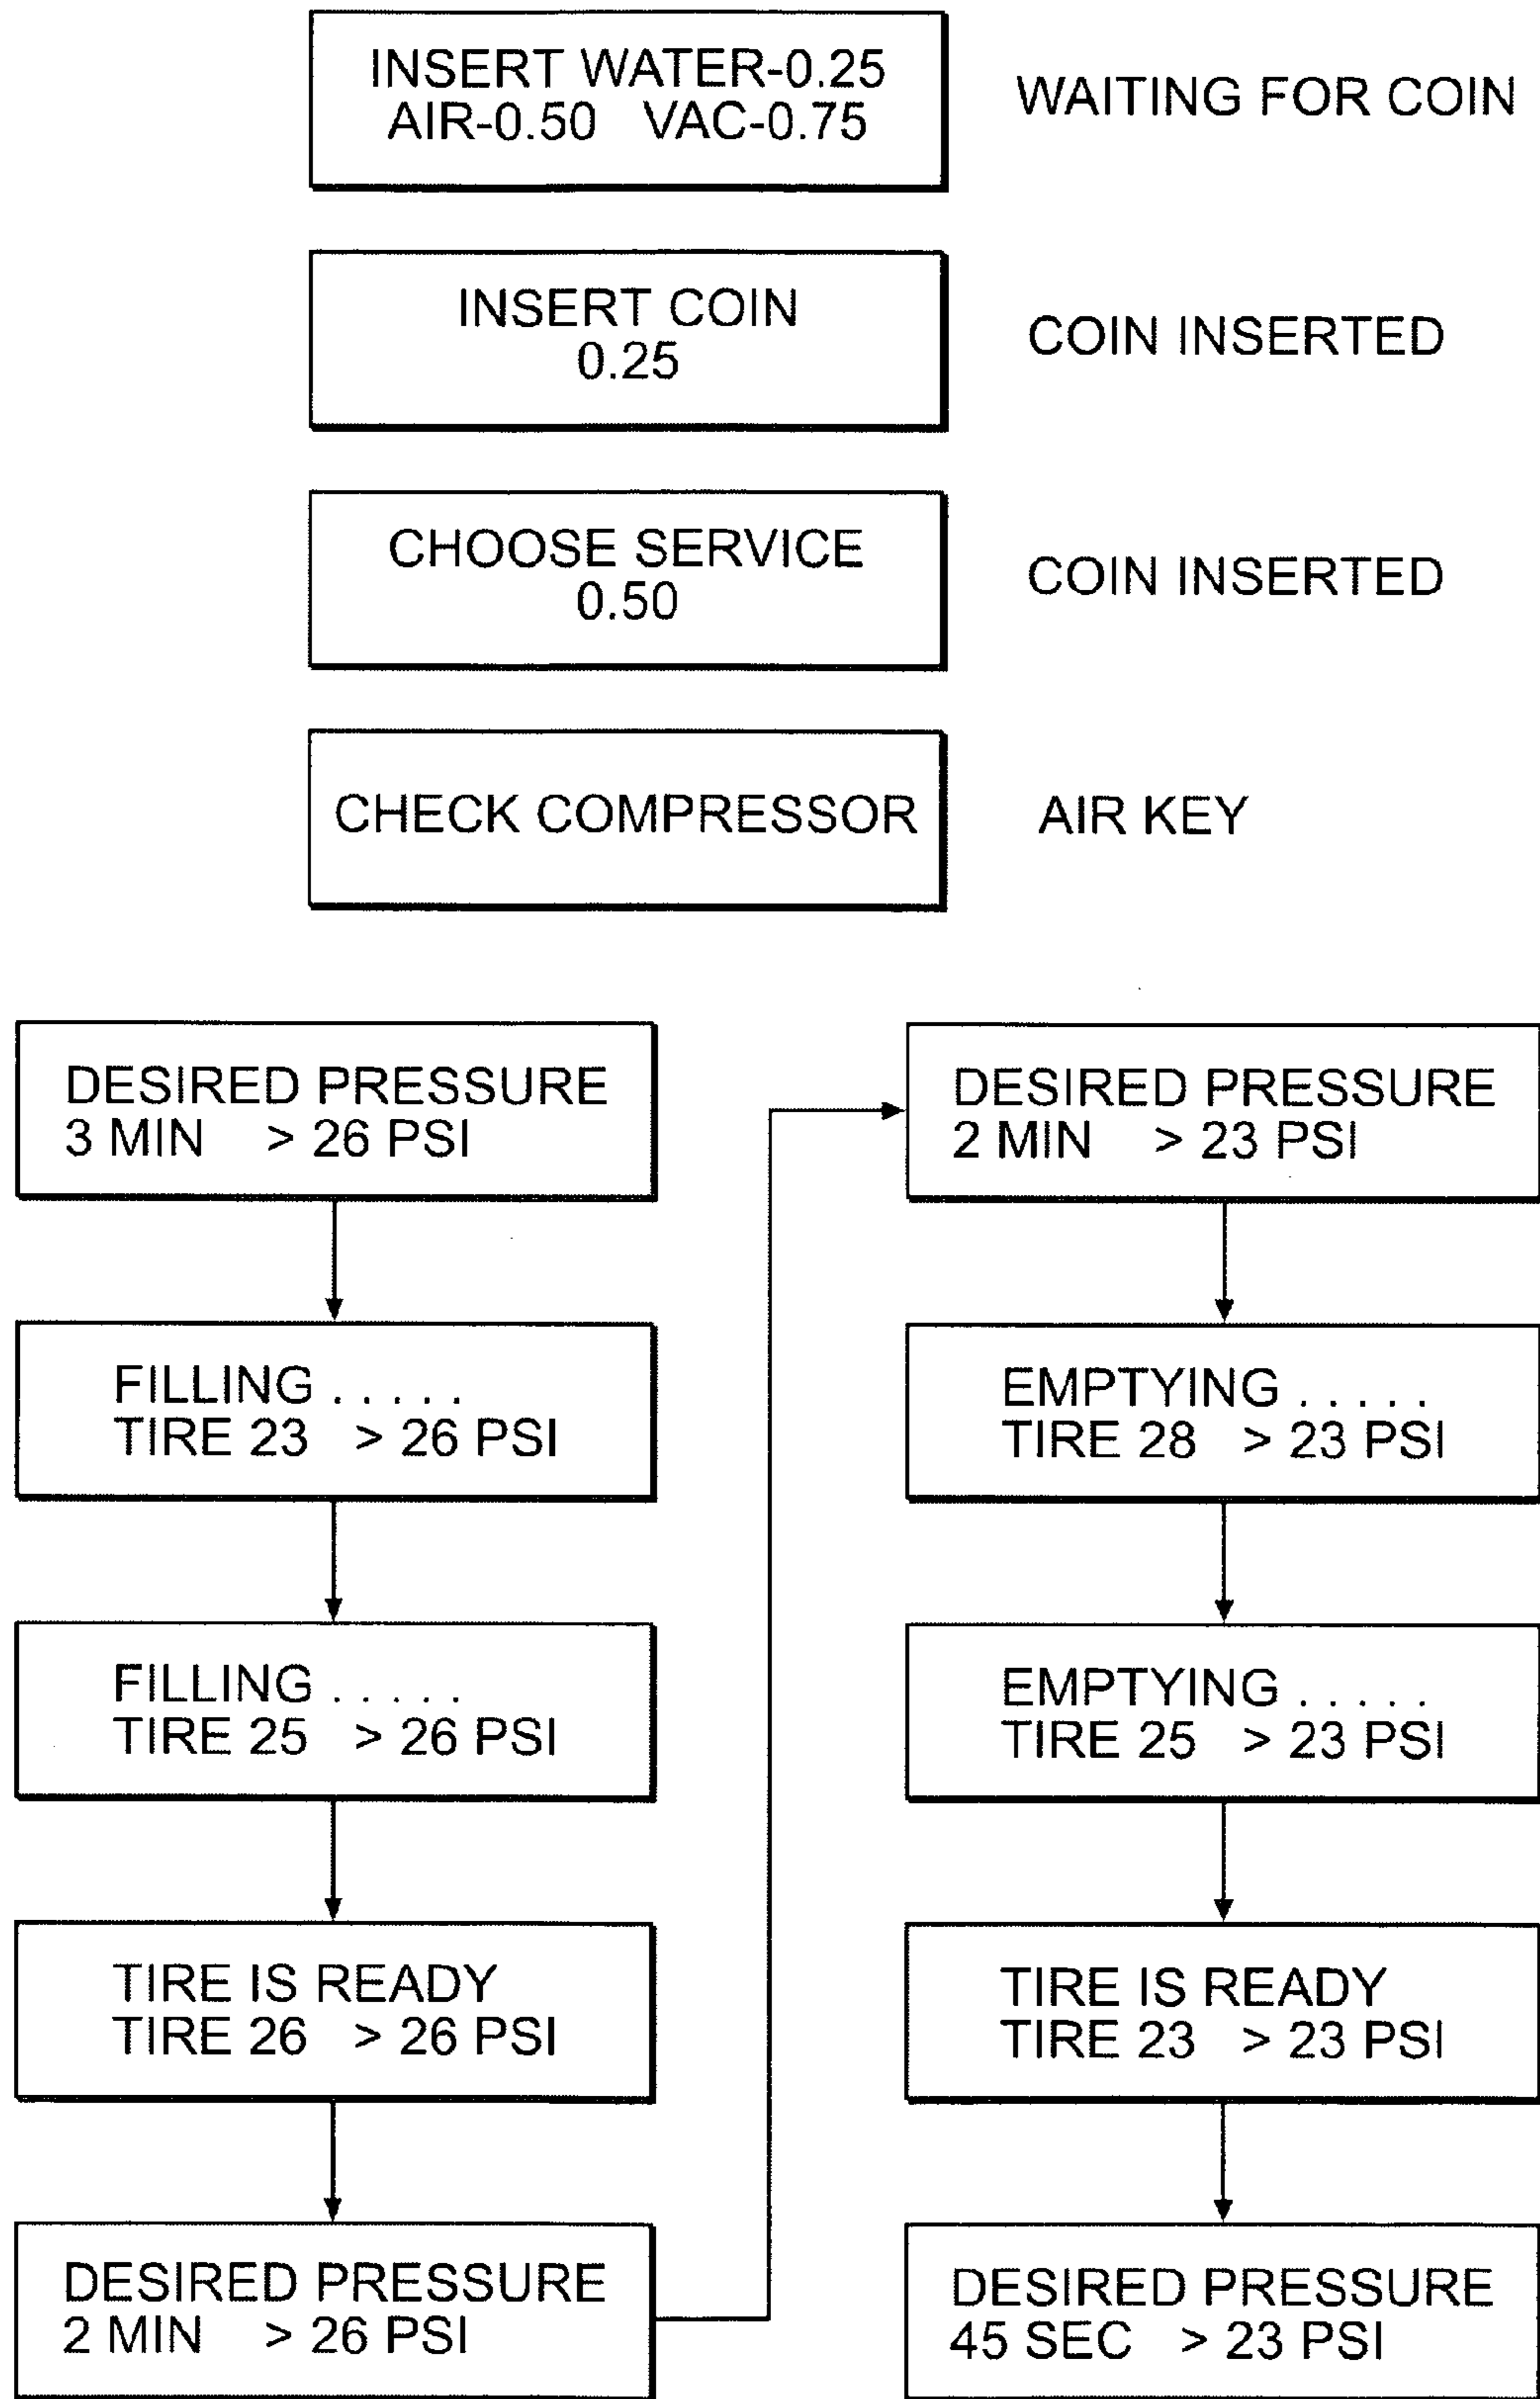 INSERT WATER-0.25
AIR-0.50 VAC-0.75
WAITING FOR COIN
INSERT COIN
0.25
COIN INSERTED
CHOOSE SERVICE
0.50
COIN INSERTED
CHECK COMPRESSOR
AIR KEY
DESIRED PRESSURE
3 MIN > 26 PSI
FILLING . . . . .
TIRE 23 > 26 PSI
FILLING . . . . .
TIRE 25 > 26 PSI
TIRE IS READY
TIRE 26 > 26 PSI
DESIRED PRESSURE
2 MIN > 26 PSI
DESIRED PRESSURE
2 MIN > 23 PSI
EMPTYING . . . . .
TIRE 28 > 23 PSI
EMPTYING . . . . .
TIRE 25 > 23 PSI
TIRE IS READY
TIRE 23 > 23 PSI
DESIRED PRESSURE
45 SEC > 23 PSI